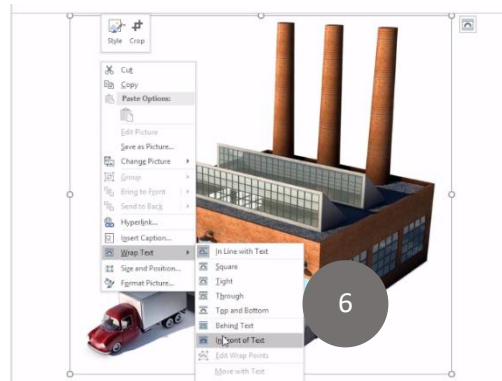 Style Crop
Cut
Copy
Paste Options:
Edit Picture
Save as Picture...
Change Picture
Group
Bring to Front
Send to Back
Hyperlink...
Insert Caption...
Wrap Text
Size and Position...
Format Picture...
In Line with Text
Square
Tight
Through
Top and Bottom
Behind Text
In Front of Text
Edit Wrap Points
Move with Text
6